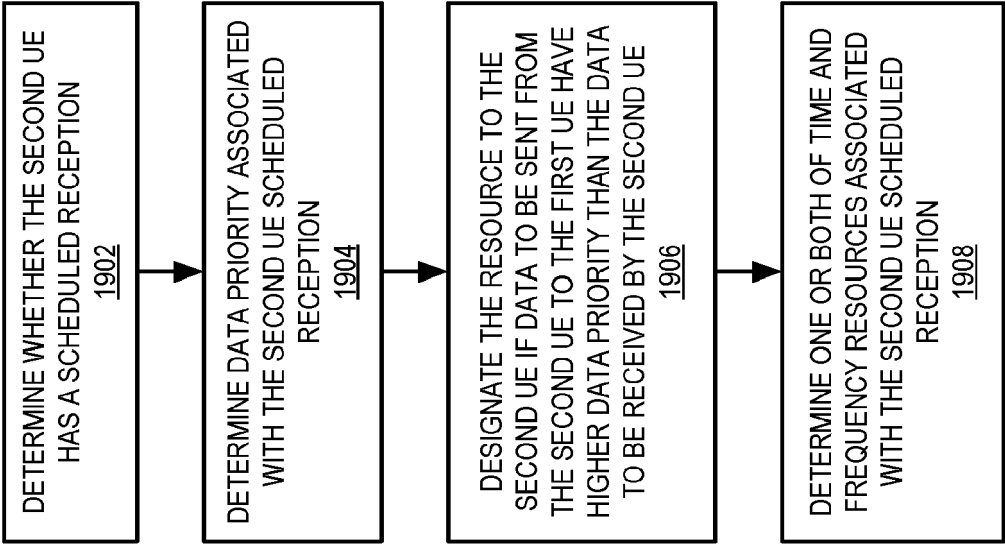 DETERMINE WHETHER THE SECOND UE
HAS A SCHEDULED RECEPTION
1902
DETERMINE DATA PRIORITY ASSOCIATED
WITH THE SECOND UE SCHEDULED
RECEPTION
1904
DESIGNATE THE RESOURCE TO THE
SECOND UE IF DATA TO BE SENT FROM
THE SECOND UE TO THE FIRST UE HAVE
HIGHER DATA PRIORITY THAN THE DATA
TO BE RECEIVED BY THE SECOND UE
1906
DETERMINE ONE OR BOTH OF TIME AND
FREQUENCY RESOURCES ASSOCIATED
WITH THE SECOND UE SCHEDULED
RECEPTION
1908